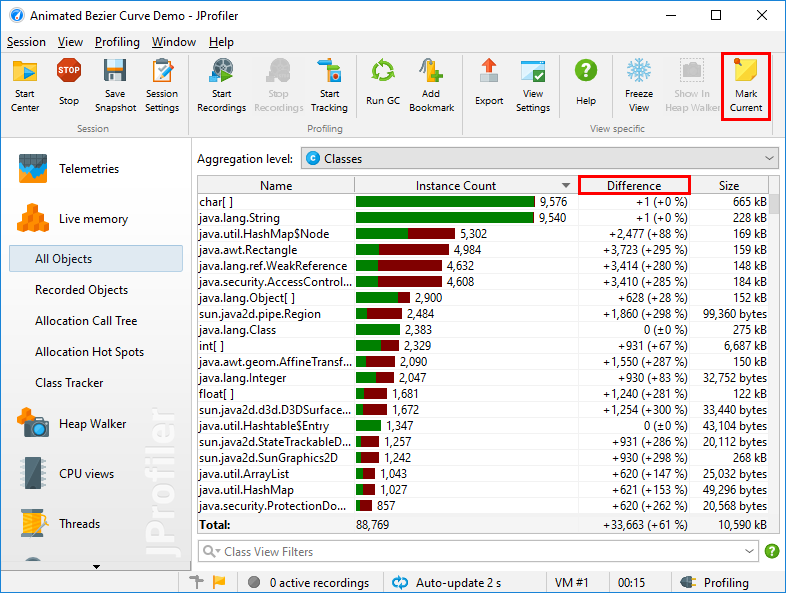 Animated Bezier Curve Demo - JProfiler
Session View Profiling Window Help
Start Center
STOP
Stop
Save Snapshot
Session Settings
Start Recordings
Stop Recordings
Start Tracking
Run GC
Add Bookmark
Export
View Settings
?
Help
Freeze View
Show In Heap Walker
Mark Current
Session Profiling View specific
Telemetries
Live memory
All Objects
Recorded Objects
Allocation Call Tree
Allocation Hot Spots
Class Tracker
Heap Walker
CPU views
Threads
JProfiler
Aggregation level: C Classes
Name Instance Count Difference Size
char[ ] 9,576 +1 (+0 %) 665 kB
java.lang.String 9,540 +1 (+0 %) 228 kB
java.util.HashMap$Node 5,302 +2,477 (+88 %) 169 kB
java.awt.Rectangle 4,984 +3,723 (+295 %) 159 kB
java.lang.ref.WeakReference 4,632 +3,414 (+280 %) 148 kB
java.security.AccessControl... 4,608 +3,410 (+285 %) 184 kB
java.lang.Object[ ] 2,900 +628 (+28 %) 152 kB
sun.java2d.pipe.Region 2,484 +1,860 (+298 %) 99,360 bytes
java.lang.Class 2,383 0 (±0 %) 275 kB
int[ ] 2,329 +931 (+67 %) 6,687 kB
java.awt.geom.AffineTransf... 2,090 +1,550 (+287 %) 150 kB
java.lang.Integer 2,047 +930 (+83 %) 32,752 bytes
float[ ] 1,681 +1,240 (+281 %) 122 kB
sun.java2d.d3d.D3DSurface... 1,672 +1,254 (+300 %) 33,440 bytes
java.util.Hashtable$Entry 1,347 0 (±0 %) 43,104 bytes
sun.java2d.StateTrackableD... 1,257 +931 (+286 %) 20,112 bytes
sun.java2d.SunGraphics2D 1,242 +930 (+298 %) 268 kB
java.util.ArrayList 1,043 +620 (+147 %) 25,032 bytes
java.util.HashMap 1,027 +621 (+153 %) 49,296 bytes
java.security.ProtectionDo... 857 +620 (+262 %) 20,568 bytes
Total: 88,769 +33,663 (+61 %) 10,590 kB
Class View Filters ?
0 active recordings Auto-update 2 s VM #1 00:15 Profiling